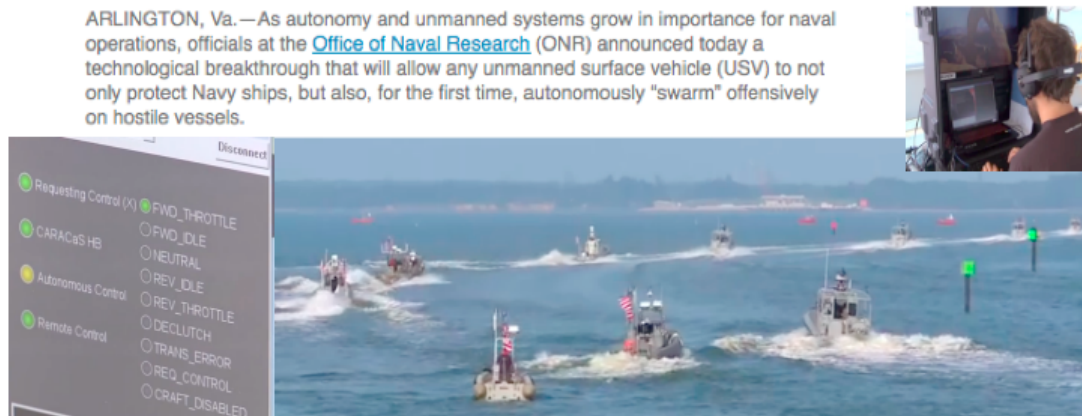 ARLINGTON, Va.—As autonomy and unmanned systems grow in importance for naval
operations, officials at the Office of Naval Research (ONR) announced today a
technological breakthrough that will allow any unmanned surface vehicle (USV) to not
only protect Navy ships, but also, for the first time, autonomously "swarm" offensively
on hostile vessels.
Disconnect
Requesting Control (X)
CARACaS HB
Autonomous Control
Remote Control
FWD_THROTTLE
FWD_IDLE
NEUTRAL
REV_IDLE
REV_THROTTLE
DECLUTCH
TRANS_ERROR
REQ_CONTROL
CRAFT_DISABLED